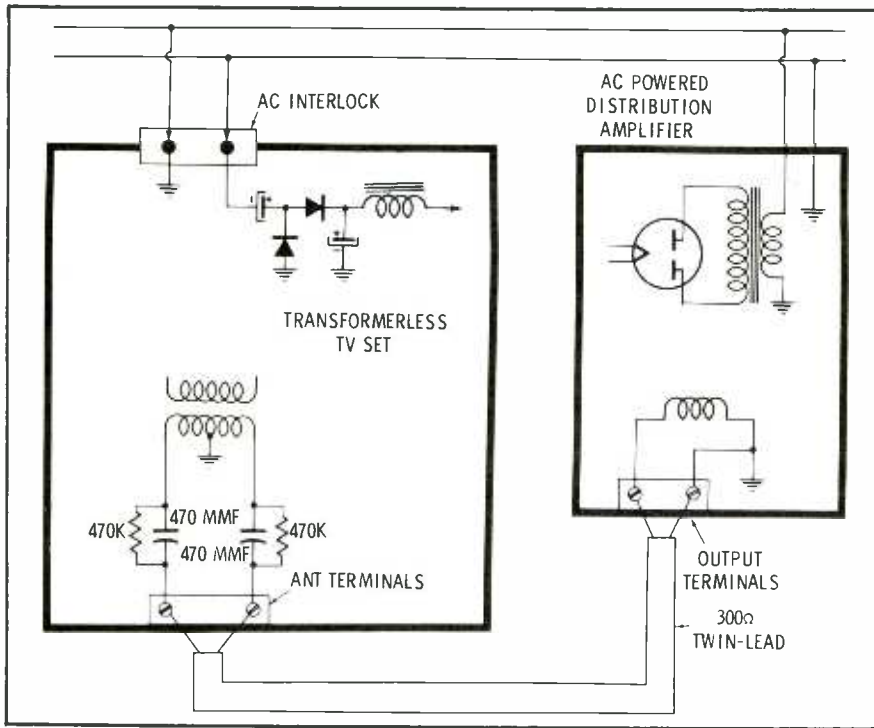 AC INTERLOCK
AC POWERED
DISTRIBUTION
AMPLIFIER
TRANSFORMERLESS
TV SET
470K
470 MMF
470 MMF
470K
ANT TERMINALS
OUTPUT
TERMINALS
300Ω
TWIN-LEAD